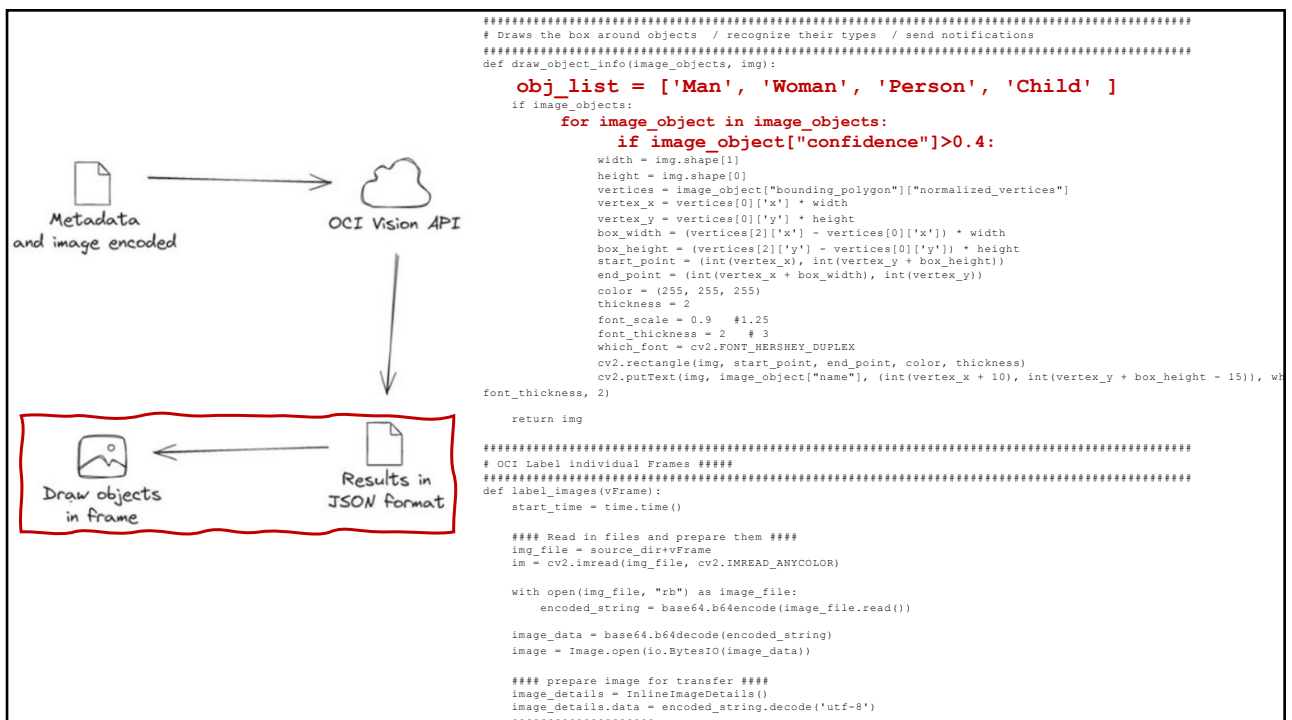 Metadata
and image encoded
OCI Vision API
Draw objects
in frame
Results in
JSON format
###################################################################################################
# Draws the box around objects  / recognize their types  / send notifications
###################################################################################################
def draw_object_info(image_objects, img):
    obj_list = ['Man', 'Woman', 'Person', 'Child' ]
    if image_objects:
        for image_object in image_objects:
            if image_object["confidence"]>0.4:
                width = img.shape[1]
                height = img.shape[0]
                vertices = image_object["bounding_polygon"]["normalized_vertices"]
                vertex_x = vertices[0]['x'] * width
                vertex_y = vertices[0]['y'] * height
                box_width = (vertices[2]['x'] - vertices[0]['x']) * width
                box_height = (vertices[2]['y'] - vertices[0]['y']) * height
                start_point = (int(vertex_x), int(vertex_y + box_height))
                end_point = (int(vertex_x + box_width), int(vertex_y))
                color = (255, 255, 255)
                thickness = 2
                font_scale = 0.9   #1.25
                font_thickness = 2   # 3
                which_font = cv2.FONT_HERSHEY_DUPLEX
                cv2.rectangle(img, start_point, end_point, color, thickness)
                cv2.putText(img, image_object["name"], (int(vertex_x + 10), int(vertex_y + box_height - 15)), wh
font_thickness, 2)
    return img
###################################################################################################
# OCI Label individual Frames #####
###################################################################################################
def label_images(vFrame):
    start_time = time.time()
    #### Read in files and prepare them ####
    img_file = source_dir+vFrame
    im = cv2.imread(img_file, cv2.IMREAD_ANYCOLOR)
    with open(img_file, "rb") as image_file:
        encoded_string = base64.b64encode(image_file.read())
    image_data = base64.b64decode(encoded_string)
    image = Image.open(io.BytesIO(image_data))
    #### prepare image for transfer ####
    image_details = InlineImageDetails()
    image_details.data = encoded_string.decode('utf-8')